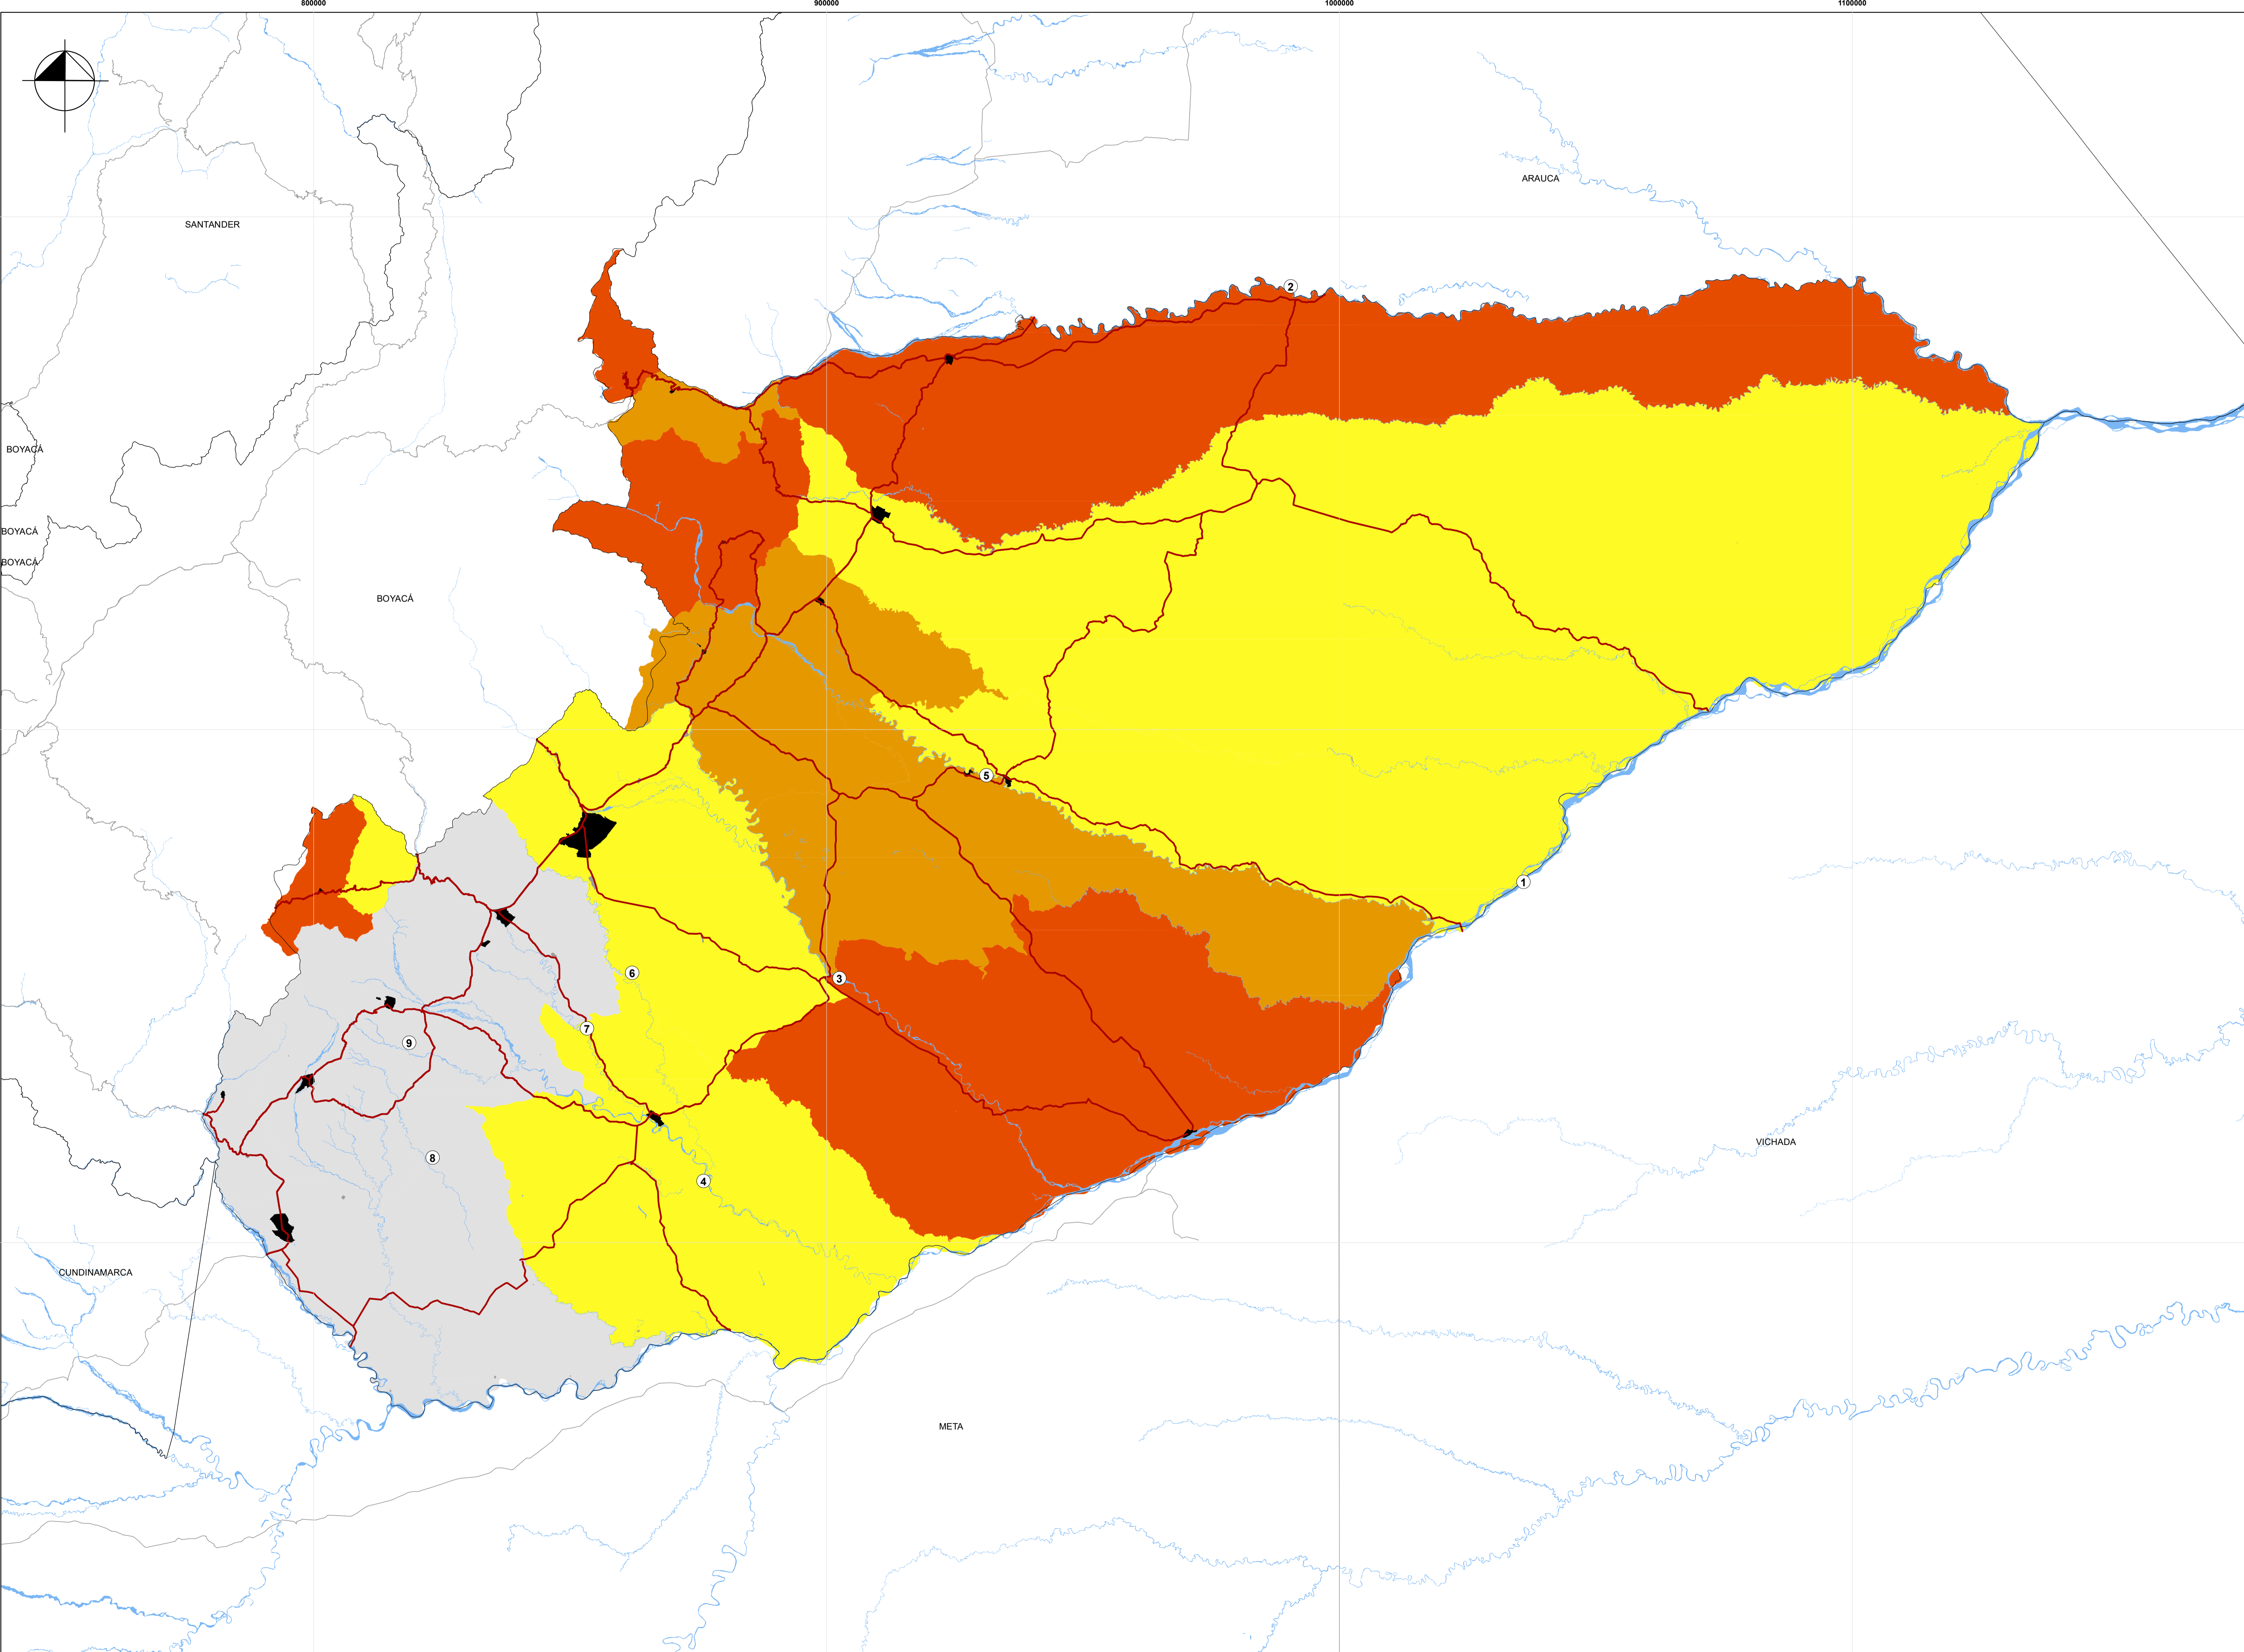 800000 900000 1000000 1100000
ARAUCA
SANTANDER
2
BOYACÁ
BOYACÁ
BOYACÁ
BOYACÁ
5
1
6
3
7
9
VICHADA
8
4
CUNDINAMARCA
META